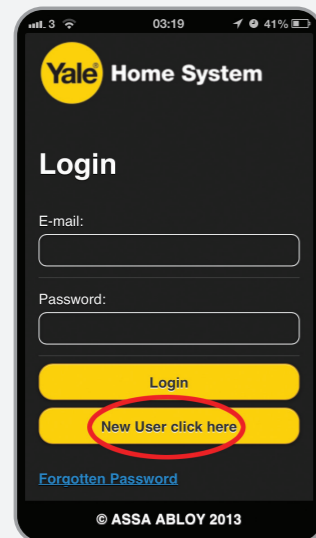 3 03:19 41%
Yale Home System
Login
E-mail:
Password:
Login
New User click here
Forgotten Password
© ASSA ABLOY 2013